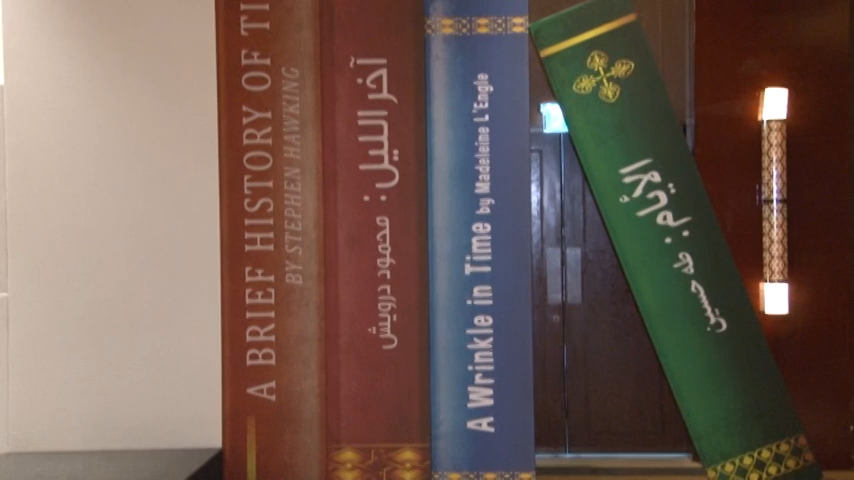 A BRIEF HISTORY OF TI
BY STEPHEN HAWKING
آخر الليل: محمود درويش
A Wrinkle in Time by Madeleine L'Engle
الأيام: طه حسين